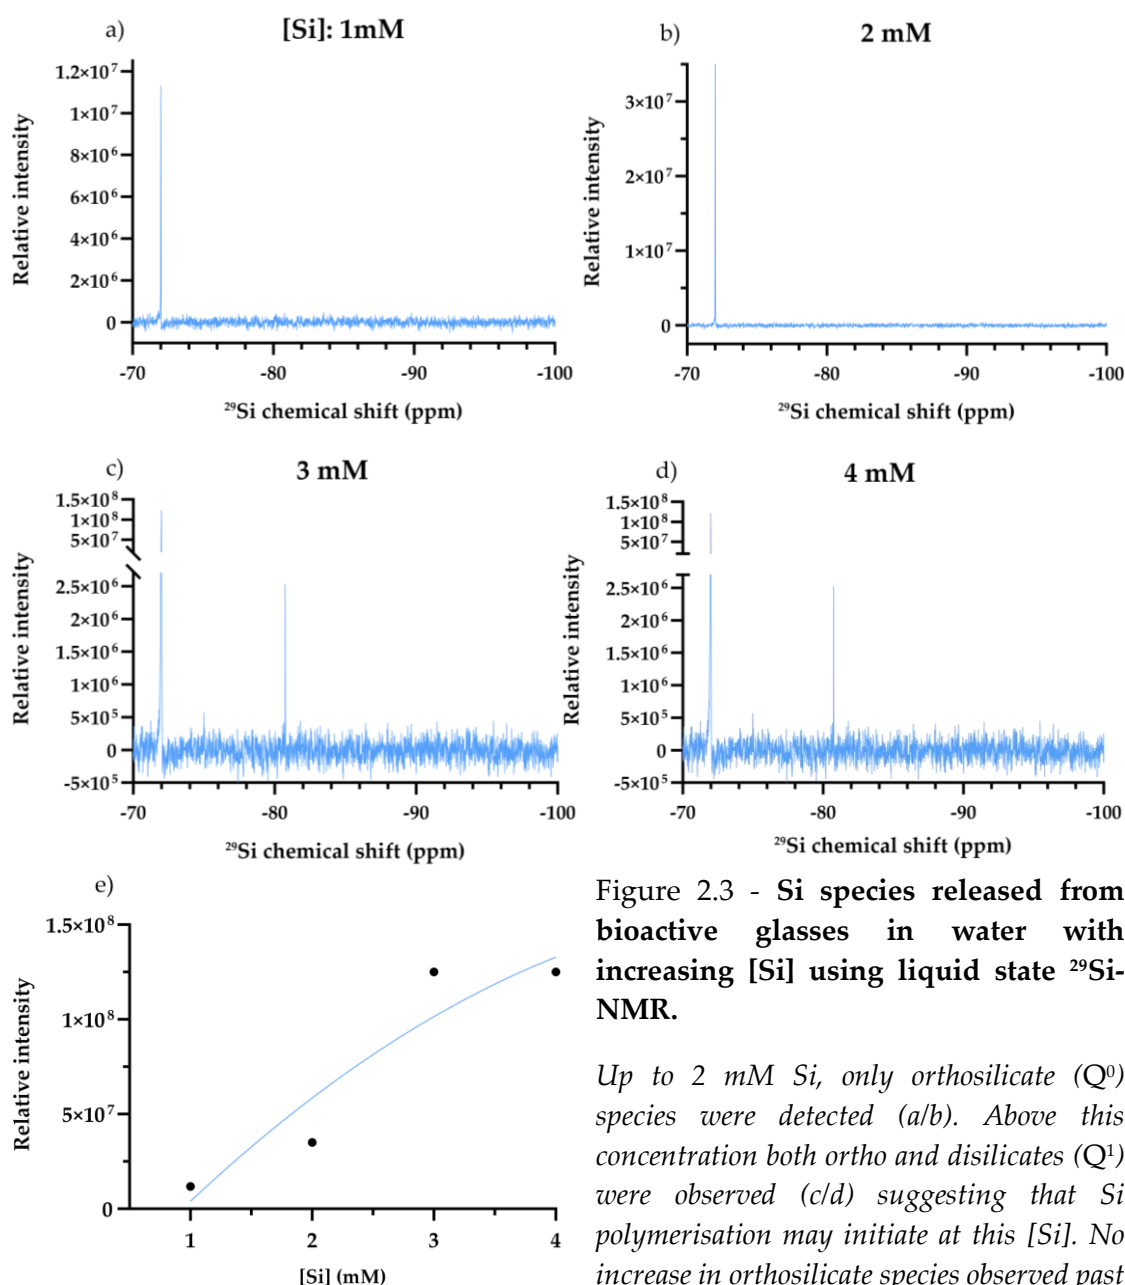 a)
[Si]: 1mM
Relative intensity
1.2×10⁷
1×10⁷
8×10⁶
6×10⁶
4×10⁶
2×10⁶
0
-70 -80 -90 -100
²⁹Si chemical shift (ppm)
b)
2 mM
Relative intensity
3×10⁷
2×10⁷
1×10⁷
0
-70 -80 -90 -100
²⁹Si chemical shift (ppm)
c)
3 mM
Relative intensity
1.5×10⁸
1×10⁸
5×10⁷
2.5×10⁶
2×10⁶
1.5×10⁶
1×10⁶
5×10⁵
0
-5×10⁵
-70 -80 -90 -100
²⁹Si chemical shift (ppm)
d)
4 mM
Relative intensity
1.5×10⁸
1×10⁸
5×10⁷
2.5×10⁶
2×10⁶
1.5×10⁶
1×10⁶
5×10⁵
0
-5×10⁵
-70 -80 -90 -100
²⁹Si chemical shift (ppm)
e)
Relative intensity
1.5×10⁸
1×10⁸
5×10⁷
0
1 2 3 4
[Si] (mM)
Figure 2.3 - Si species released from
bioactive glasses in water with
increasing [Si] using liquid state ²⁹Si-
NMR.
Up to 2 mM Si, only orthosilicate (Q⁰)
species were detected (a/b). Above this
concentration both ortho and disilicates (Q¹)
were observed (c/d) suggesting that Si
polymerisation may initiate at this [Si]. No
increase in orthosilicate species observed past